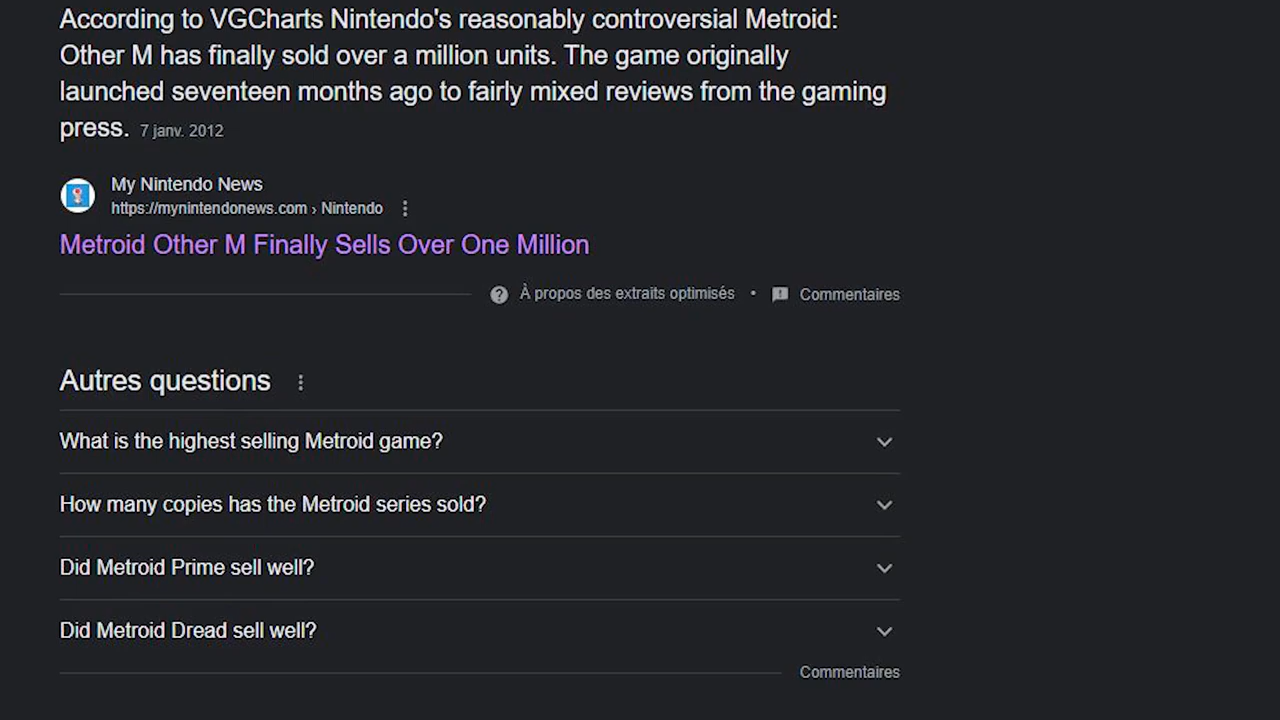 According to VGCharts Nintendo's reasonably controversial Metroid:
Other M has finally sold over a million units. The game originally
launched seventeen months ago to fairly mixed reviews from the gaming
press. 7 janv. 2012
My Nintendo News
https://mynintendonews.com › Nintendo
Metroid Other M Finally Sells Over One Million
À propos des extraits optimisés • Commentaires
Autres questions
What is the highest selling Metroid game?
How many copies has the Metroid series sold?
Did Metroid Prime sell well?
Did Metroid Dread sell well?
Commentaires